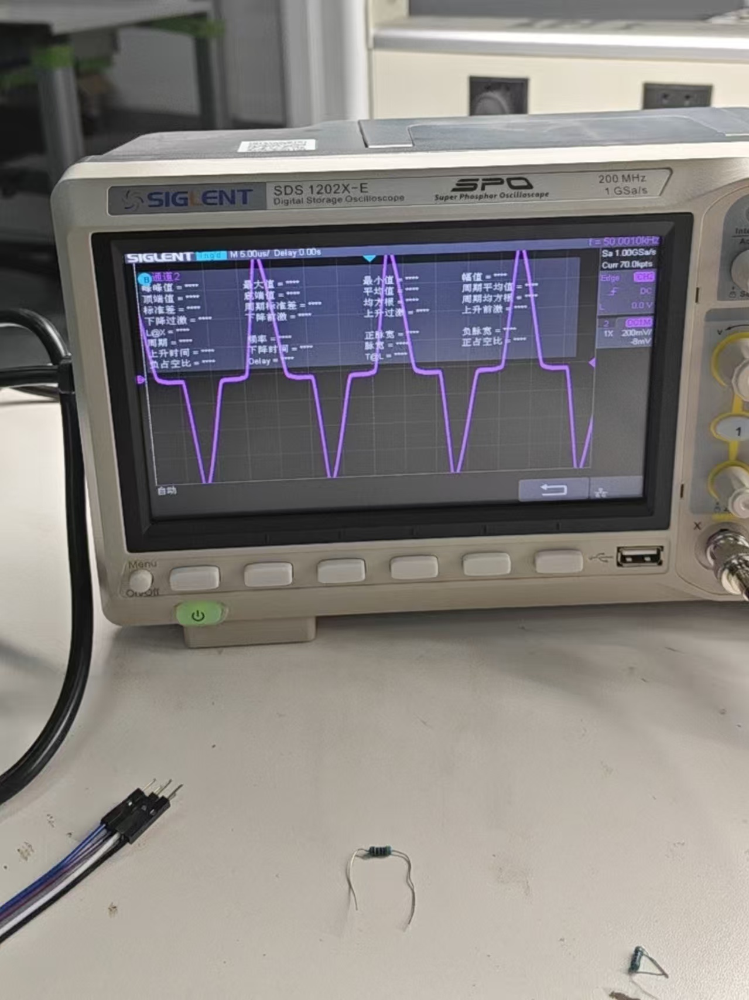 SIGLENT
SDS 1202X-E
Digital Storage Oscilloscope
SPO
Super Phosphor Oscilloscope
200 MHz
1 GSa/s
f = 50.0010kHz
SIGLENT Trig'd M 5.00us/ Delay:0.00s
Sa 1.00GSa/s
Curr 70.0kpts
Edge CH2
DC
L 0.0 V
2 DC1M
1X 200mV/
-8mV
B 通道2
峰峰值 = **** 最大值 = **** 最小值 = **** 幅值 = ****
顶端值 = **** 底端值 = **** 平均值 = **** 周期平均值 = ****
标准差 = **** 周期标准差 = **** 均方根 = **** 周期均方根 = ****
下降过激 = **** 下降前激 = **** 上升过激 = **** 上升前激 = ****
L@X = ****
周期 = **** 频率 = **** 正脉宽 = **** 负脉宽 = ****
上升时间 = **** 下降时间 = **** 脉宽 = **** 正占空比 = ****
负占空比 = **** Delay = **** T@L = ****
自动
Menu
On/Off
1
X